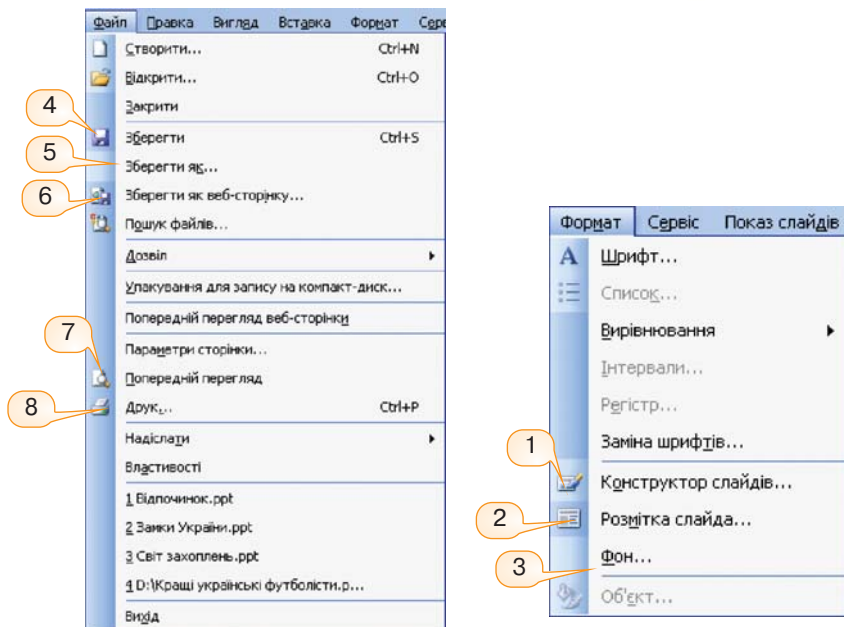 Файл Правка Вигляд Вставка Формат
Створити... Ctrl+N
Відкрити... Ctrl+O
Закрити
4
Зберегти Ctrl+S
5
Зберегти як...
6
Зберегти як веб-сторінку...
Пошук файлів...
Дозвіл
Упакування для запису на компакт-диск...
Попередній перегляд веб-сторінки
7
Параметри сторінки...
Попередній перегляд
8
Друк... Ctrl+P
Надіслати
Властивості
1 Відпочинок.ppt
2 Замки України.ppt
3 Світ захоплень.ppt
4 D:\Кращі українські футболісти.p...
Вихід
Формат Сервіс Показ слайдів
Шрифт...
Список...
Вирівнювання
Інтервали...
Регістр...
Заміна шрифтів...
1
Конструктор слайдів...
2
Розмітка слайда...
3
Фон...
Об'єкт...